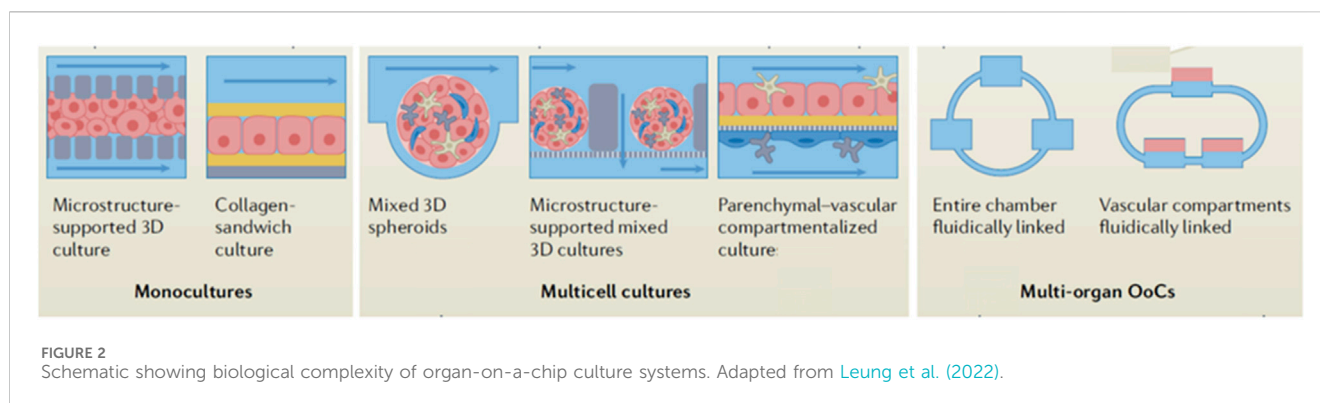 Microstructure-
supported 3D
culture
Collagen-
sandwich
culture
Monocultures
Mixed 3D
spheroids
Microstructure-
supported mixed
3D cultures
Parenchymal–vascular
compartmentalized
culture:
Multicell cultures
Entire chamber
fluidically linked
Vascular compartments
fluidically linked
Multi-organ OoCs
FIGURE 2
Schematic showing biological complexity of organ-on-a-chip culture systems. Adapted from Leung et al. (2022).